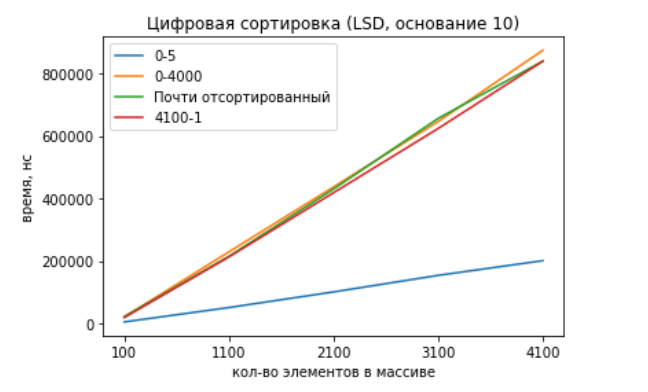 Цифровая сортировка (LSD, основание 10)
0-5
0-4000
Почти отсортированный
4100-1
800000
600000
400000
200000
0
время, нс
100 1100 2100 3100 4100
кол-во элементов в массиве